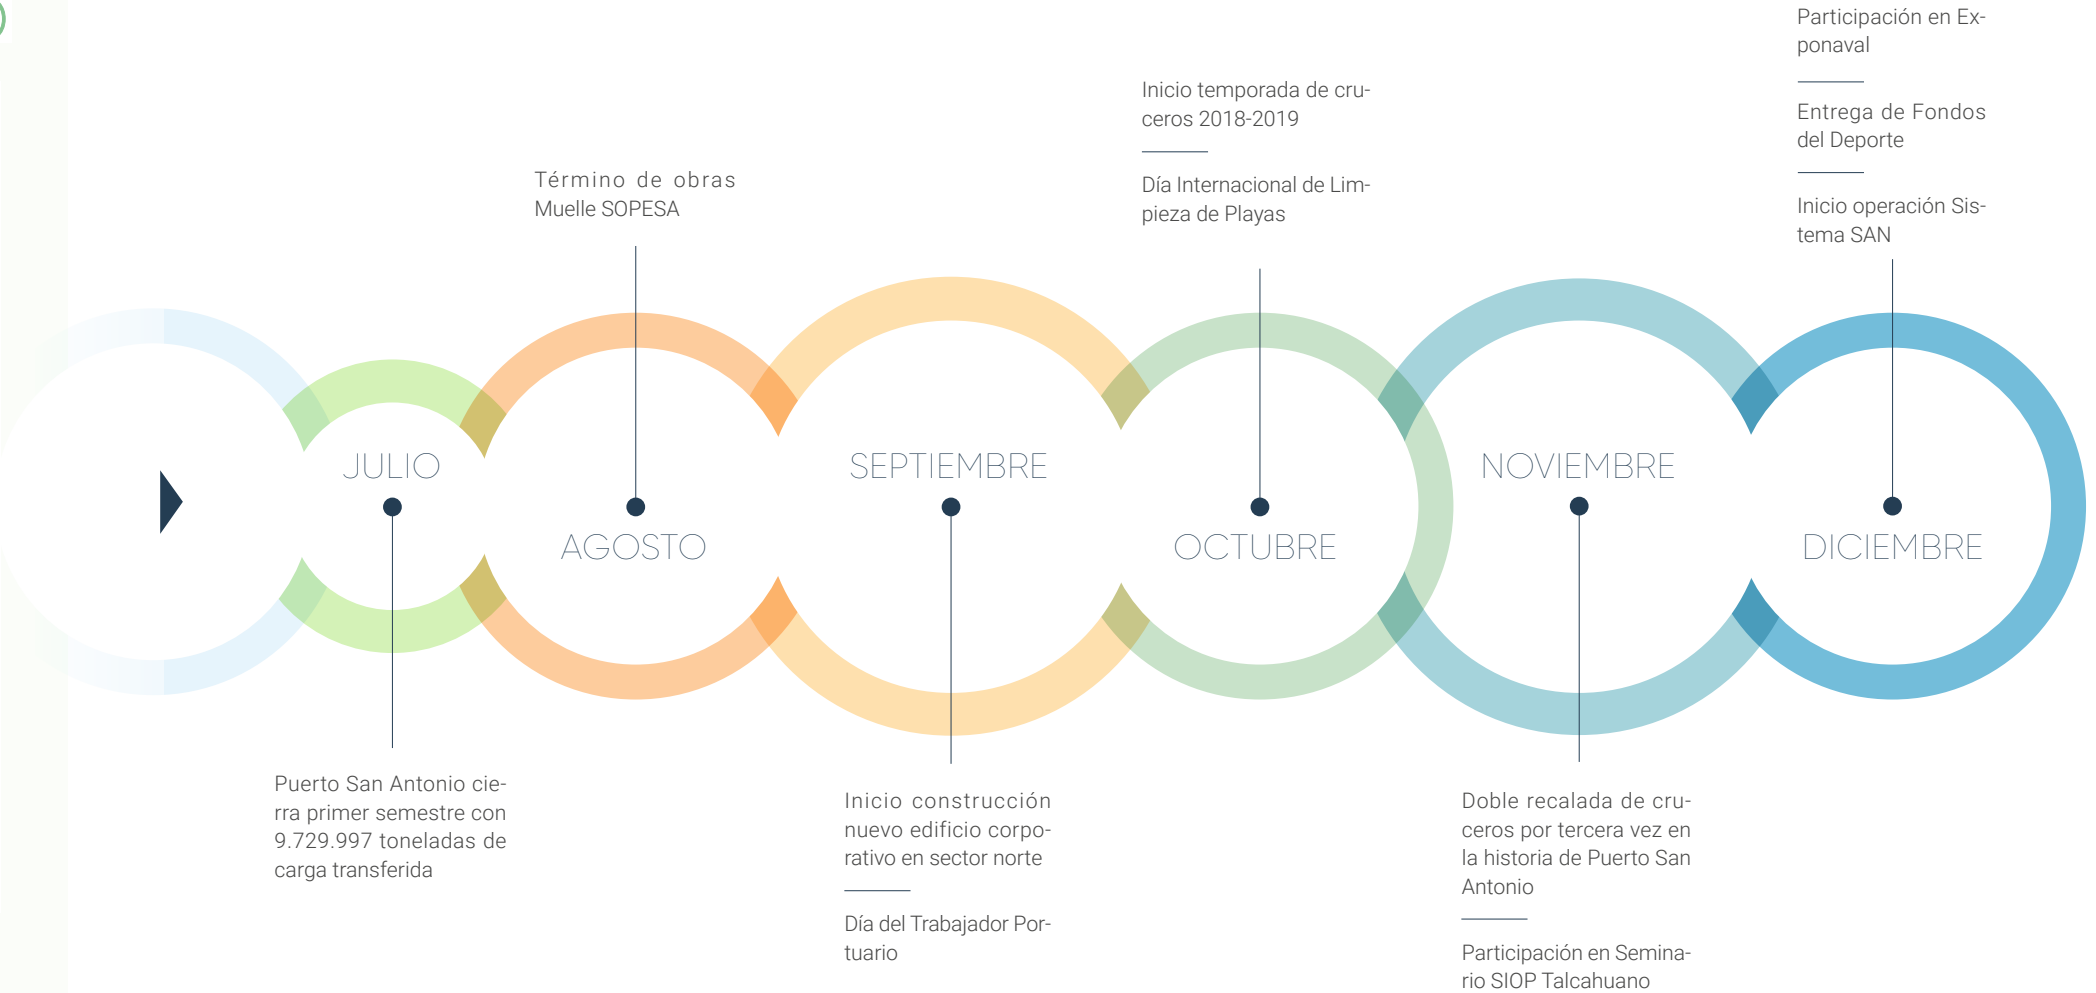 JULIO
Puerto San Antonio cie-
rra primer semestre con
9.729.997 toneladas de
carga transferida
Término de obras
Muelle SOPESA
AGOSTO
SEPTIEMBRE
Inicio construcción
nuevo edificio corpo-
rativo en sector norte
Día del Trabajador Por-
tuario
Inicio temporada de cru-
ceros 2018-2019
Día Internacional de Lim-
pieza de Playas
OCTUBRE
NOVIEMBRE
Doble recalada de cru-
ceros por tercera vez en
la historia de Puerto San
Antonio
Participación en Semina-
rio SIOP Talcahuano
Participación en Ex-
ponaval
Entrega de Fondos
del Deporte
Inicio operación Sis-
tema SAN
DICIEMBRE